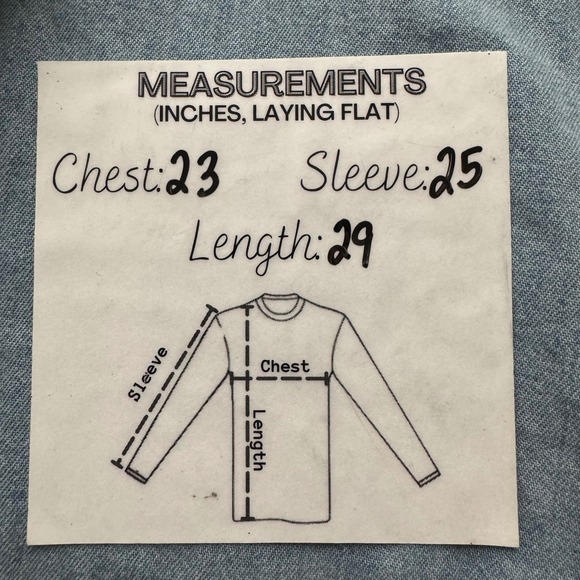 MEASUREMENTS
(INCHES, LAYING FLAT)
Chest: 23 Sleeve: 25
Length: 29
Sleeve
Chest
Length